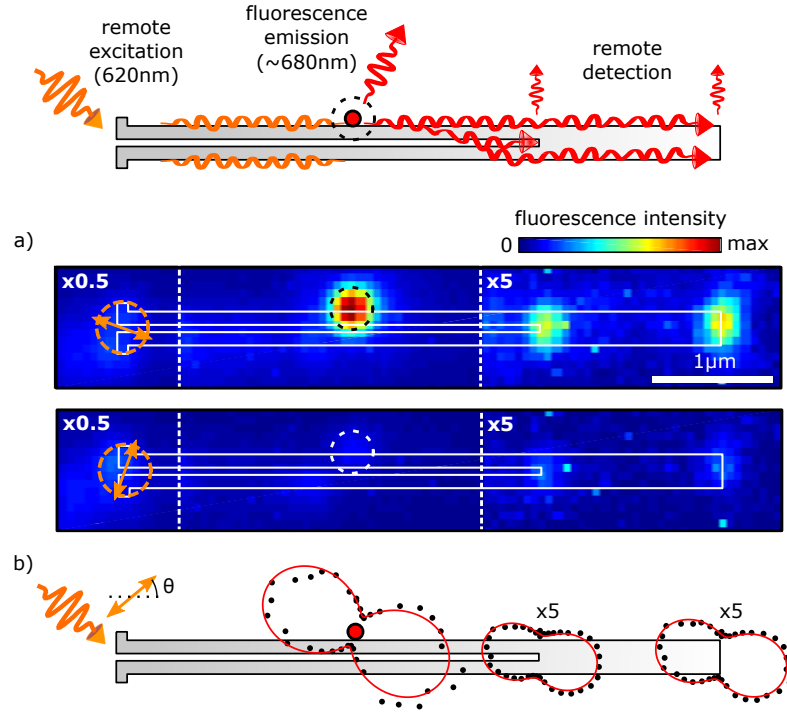 remote
excitation
(620nm)
fluorescence
emission
(~680nm)
remote
detection
a)
fluorescence intensity
0
max
x0.5
x5
1µm
x0.5
x5
b)
θ
x5
x5